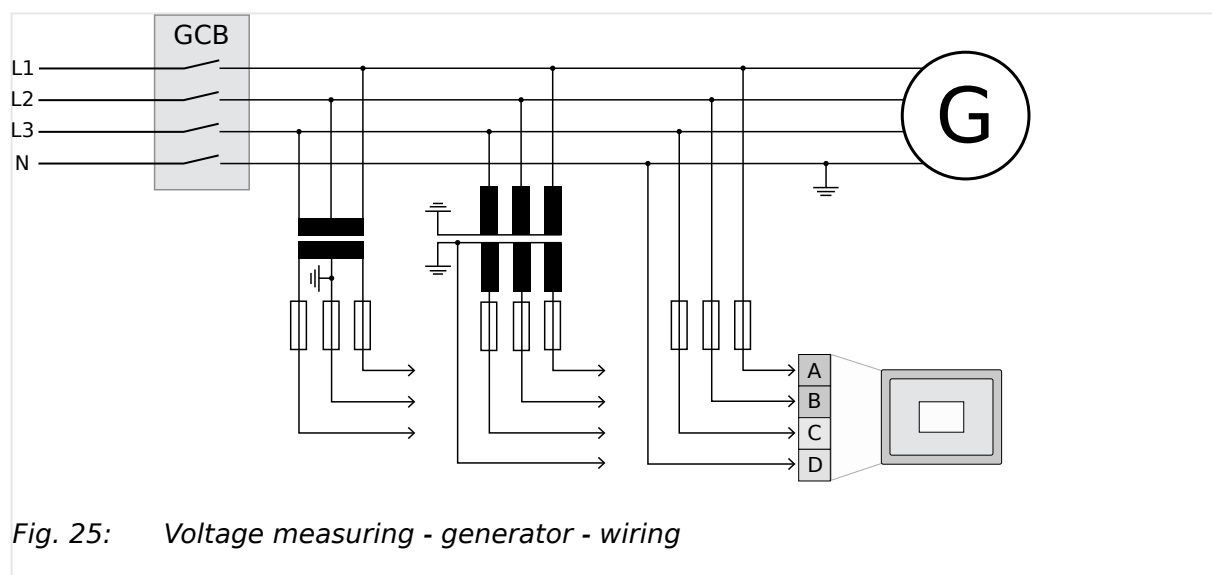 GCB
L1
L2
L3
N
G
A
B
C
D
Fig. 25: Voltage measuring - generator - wiring